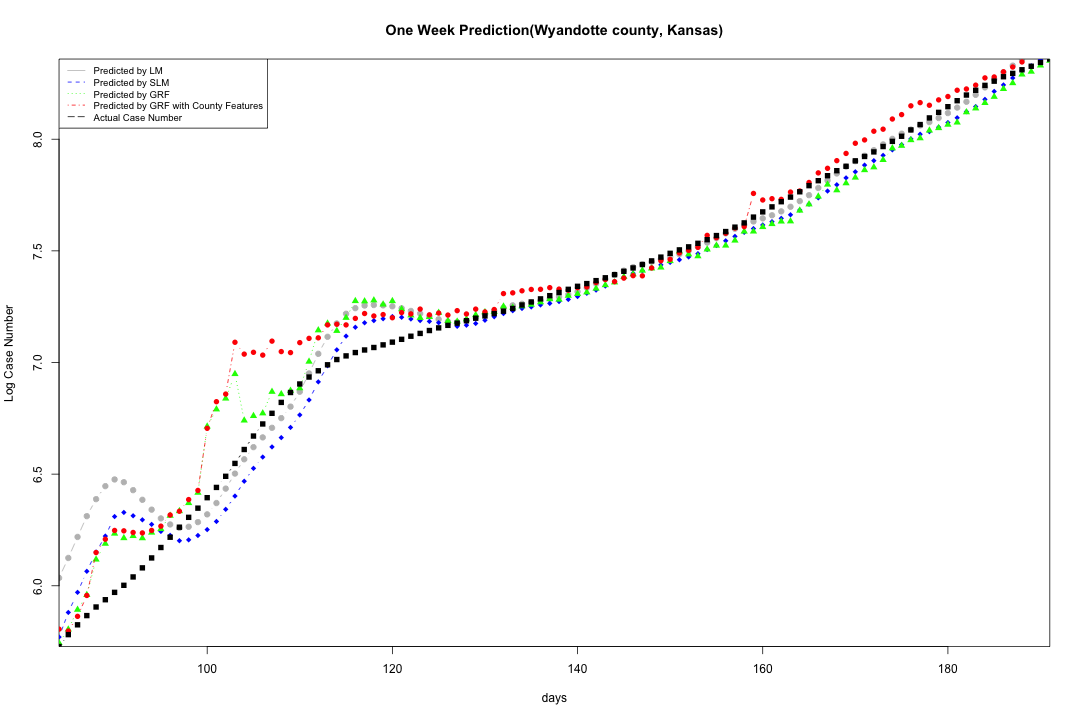 One Week Prediction(Wyandotte county, Kansas)
Predicted by LM
Predicted by SLM
Predicted by GRF
Predicted by GRF with County Features
Actual Case Number
Log Case Number
8.0
7.5
7.0
6.5
6.0
100 120 140 160 180
days